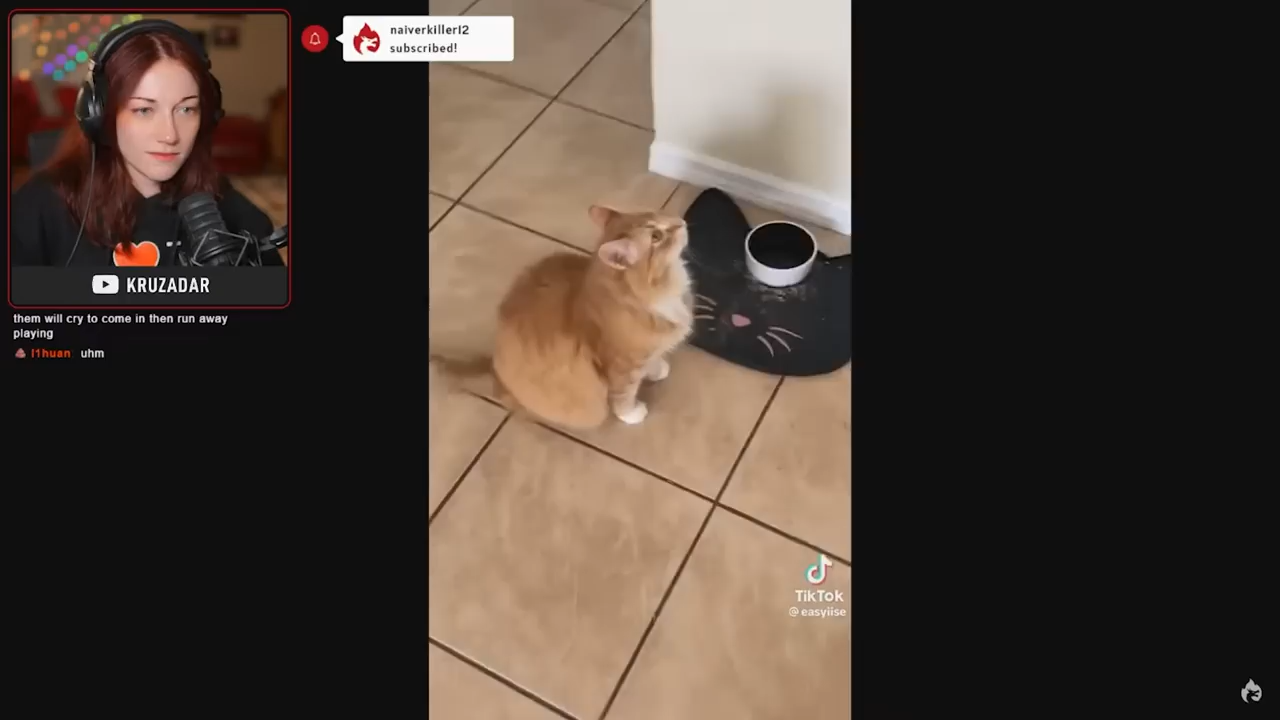 naiverkiller12
subscribed!
KRUZADAR
them will cry to come in then run away
playing
l1huan: uhm
TikTok
@easyiise